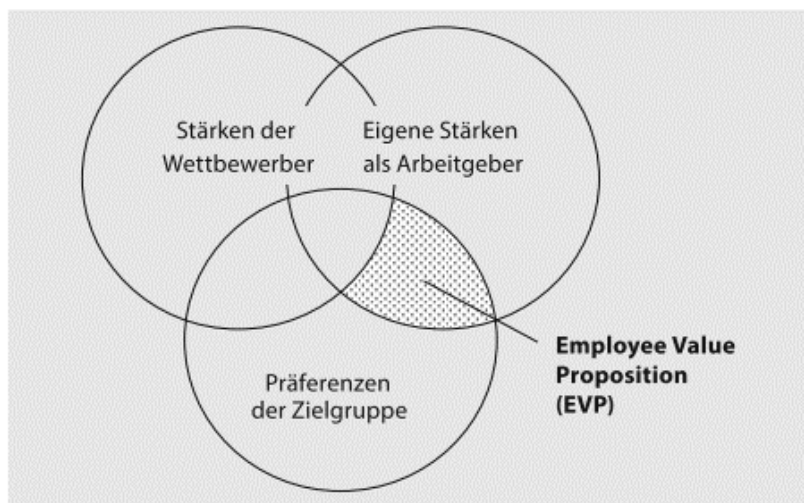 Stärken der
Wettbewerber
Eigene Stärken
als Arbeitgeber
Employee Value
Proposition
(EVP)
Präferenzen
der Zielgruppe